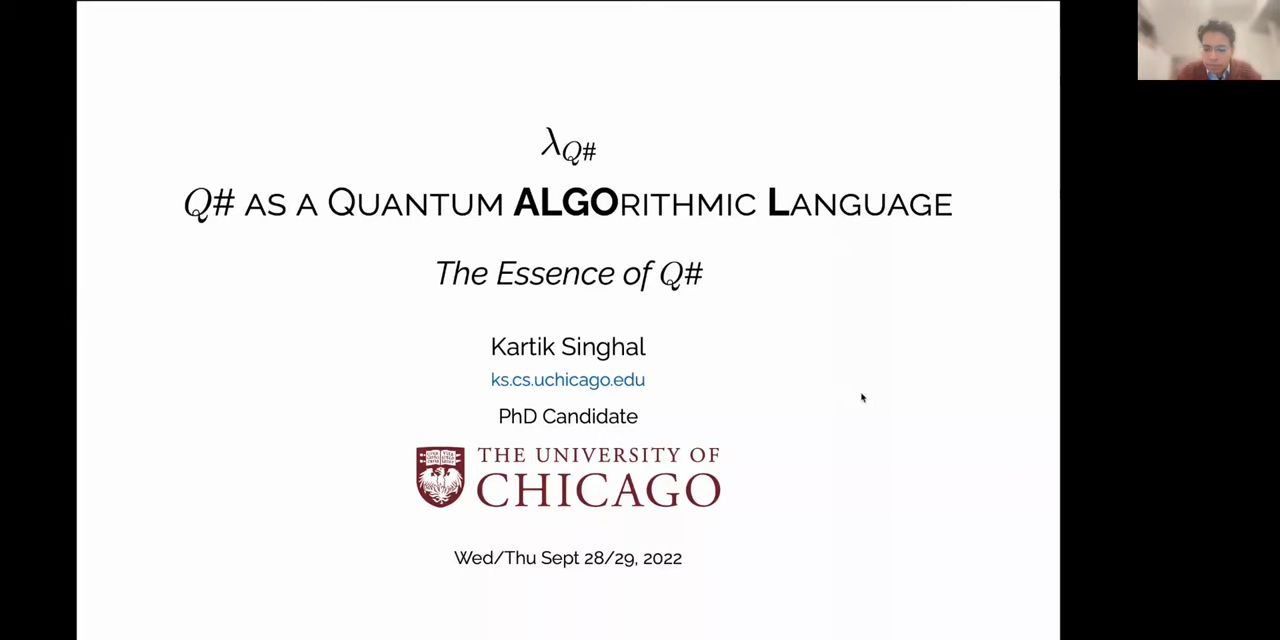 λQ#
Q# AS A QUANTUM ALGORITHMIC LANGUAGE
The Essence of Q#
Kartik Singhal
ks.cs.uchicago.edu
PhD Candidate
THE UNIVERSITY OF
CHICAGO
Wed/Thu Sept 28/29, 2022